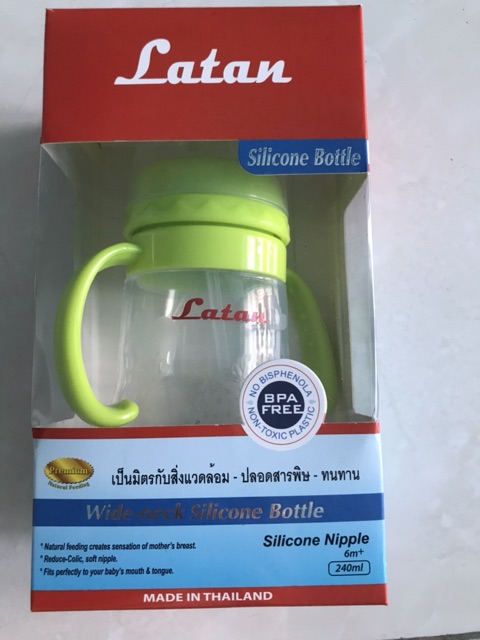 Latan
Silicone Bottle
Latan
NO BISPHENOLA
BPA
FREE
NON-TOXIC PLASTIC
Premium
Natural Feeding
เป็นมิตรกับสิ่งแวดล้อม - ปลอดสารพิษ - ทนทาน
Wide-neck Silicone Bottle
* Natural feeding creates sensation of mother's breast.
* Reduce-Colic, soft nipple.
* Fits perfectly to your baby's mouth & tongue.
Silicone Nipple
6m+
240ml
MADE IN THAILAND